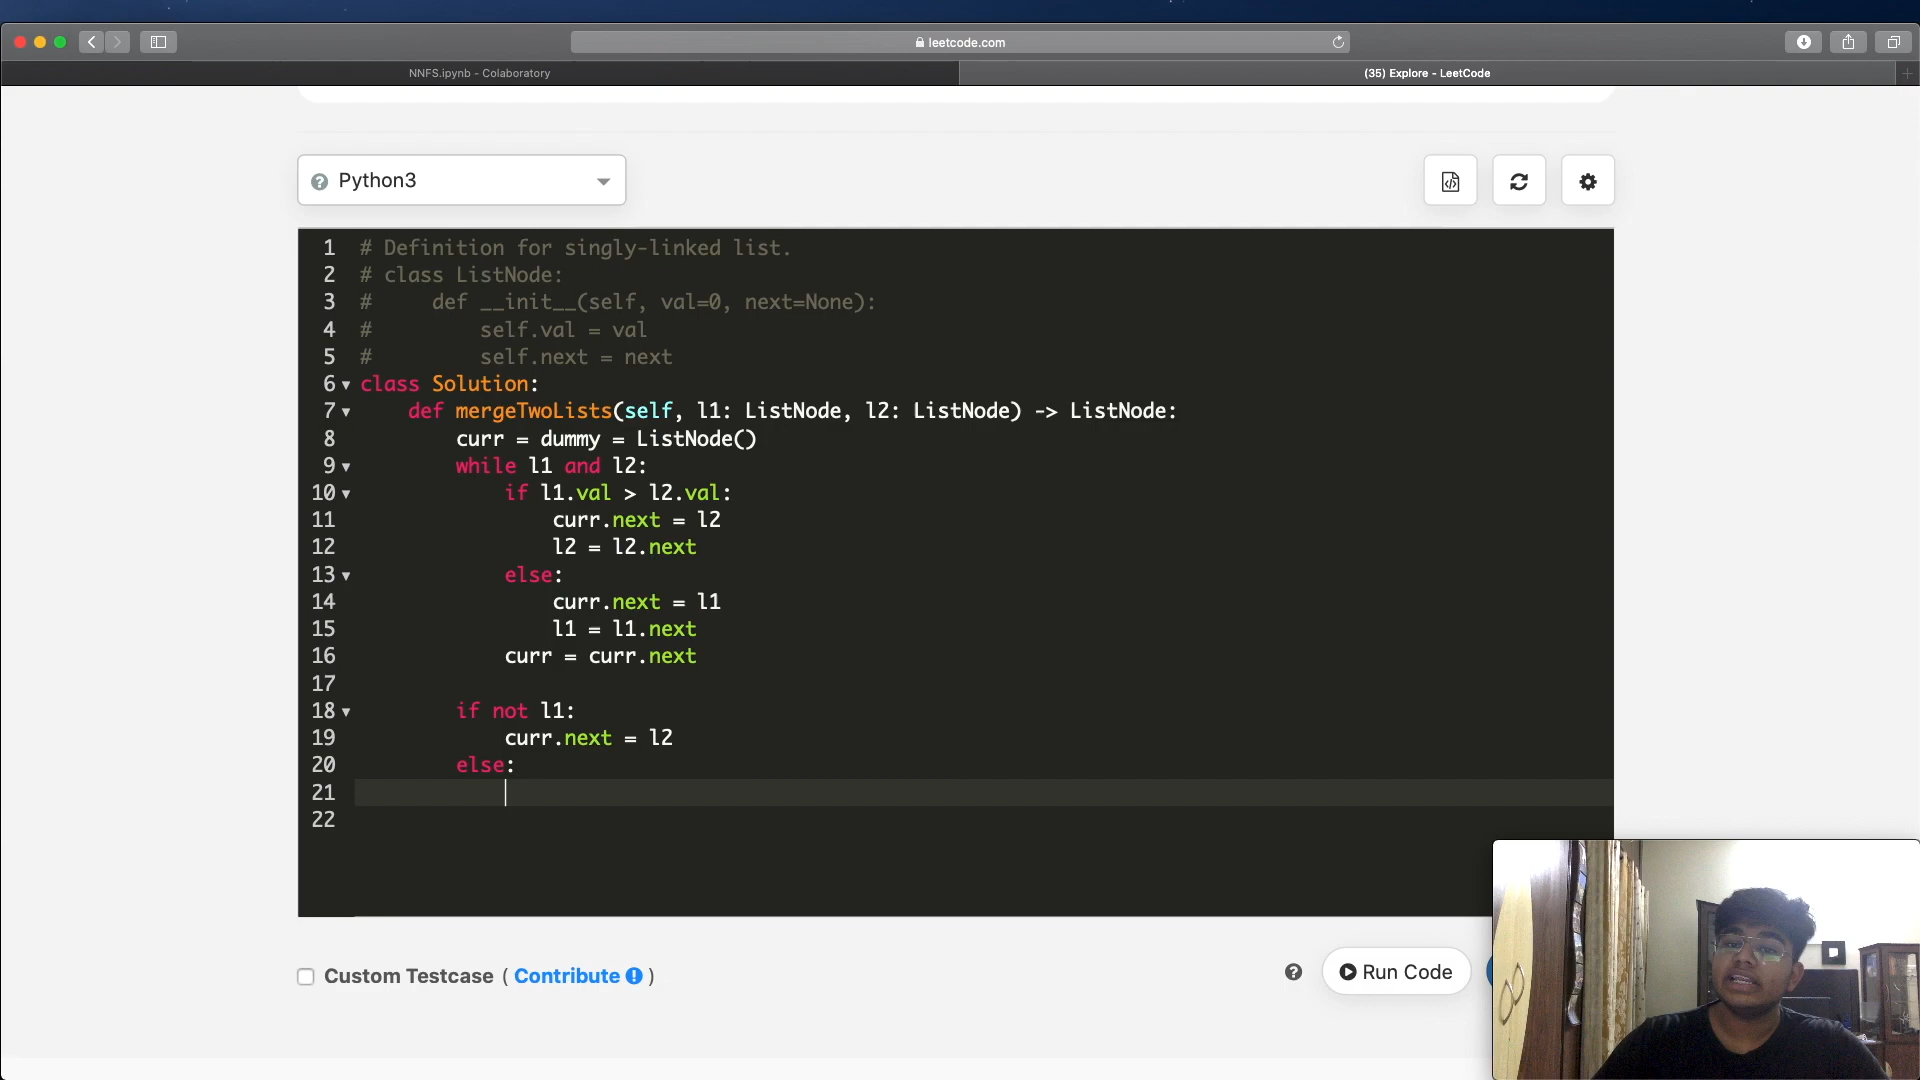 leetcode.com
NNFS.ipynb - Colaboratory
(35) Explore - LeetCode
Python3
1 # Definition for singly-linked list.
2 # class ListNode:
3 #     def __init__(self, val=0, next=None):
4 #         self.val = val
5 #         self.next = next
6 class Solution:
7     def mergeTwoLists(self, l1: ListNode, l2: ListNode) -> ListNode:
8         curr = dummy = ListNode()
9         while l1 and l2:
10             if l1.val > l2.val:
11                 curr.next = l2
12                 l2 = l2.next
13             else:
14                 curr.next = l1
15                 l1 = l1.next
16             curr = curr.next
17
18         if not l1:
19             curr.next = l2
20         else:
21
22
Custom Testcase ( Contribute )
Run Code